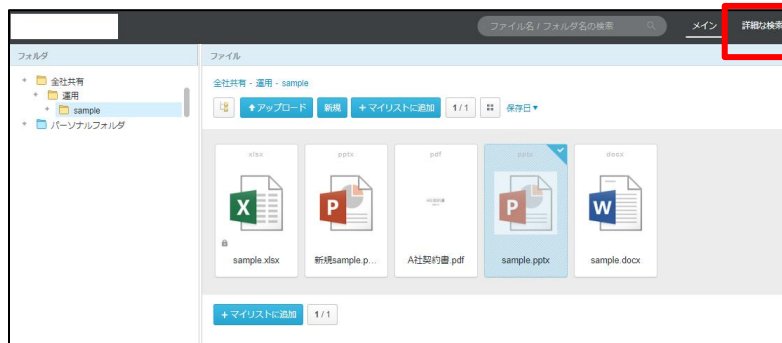 ファイル名 / フォルダ名の検索
メイン
詳細な検索
フォルダ
ファイル
全社共有
運用
sample
パーソナルフォルダ
全社共有 - 運用 - sample
アップロード
新規
+ マイリストに追加
1 / 1
保存日▼
xlsx
pptx
pdf
pptx
docx
X
P
P
W
sample.xlsx
新規sample.p...
A社契約書.pdf
sample.pptx
sample.docx
+ マイリストに追加
1 / 1